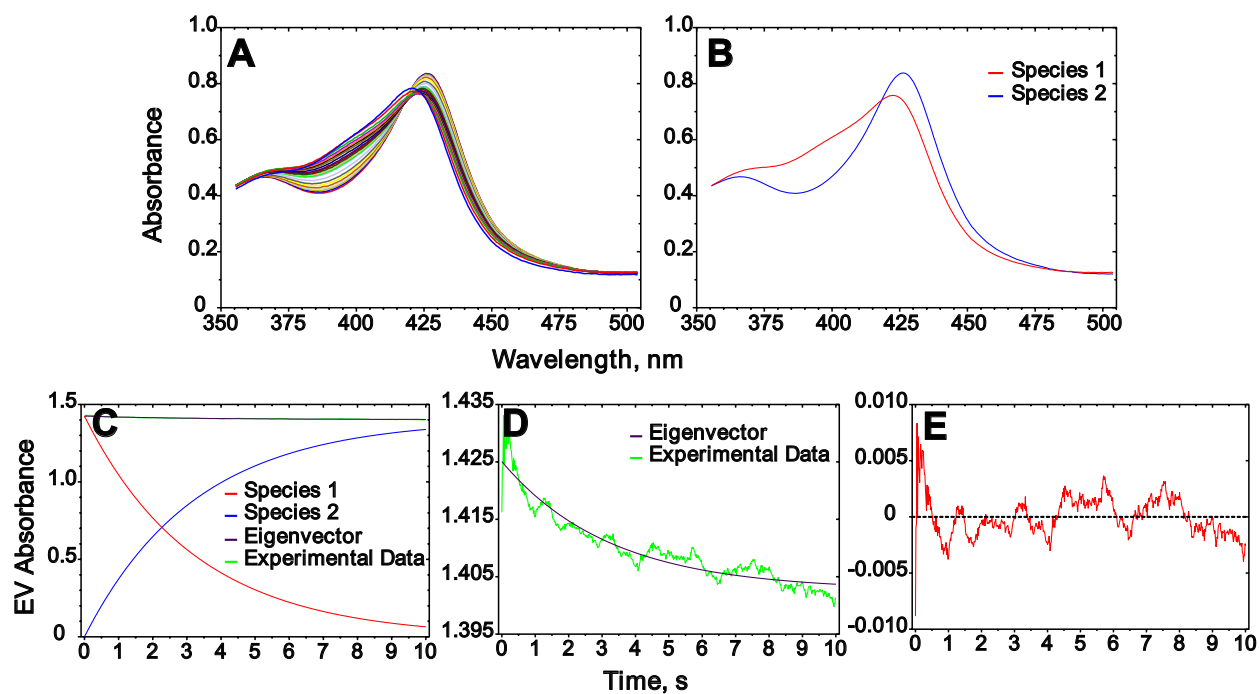 A
B
1.0
0.8
0.6
0.4
0.2
0
350 375 400 425 450 475 500
Absorbance
1.0
0.8
0.6
0.4
0.2
0
350 375 400 425 450 475 500
Species 1
Species 2
Wavelength, nm
C
1.5
1.0
0.5
0
0 1 2 3 4 5 6 7 8 9 10
EV Absorbance
Species 1
Species 2
Eigenvector
Experimental Data
D
1.435
1.425
1.415
1.405
1.395
0 1 2 3 4 5 6 7 8 9 10
Eigenvector
Experimental Data
E
0.010
0.005
0
-0.005
-0.010
0 1 2 3 4 5 6 7 8 9 10
Time, s